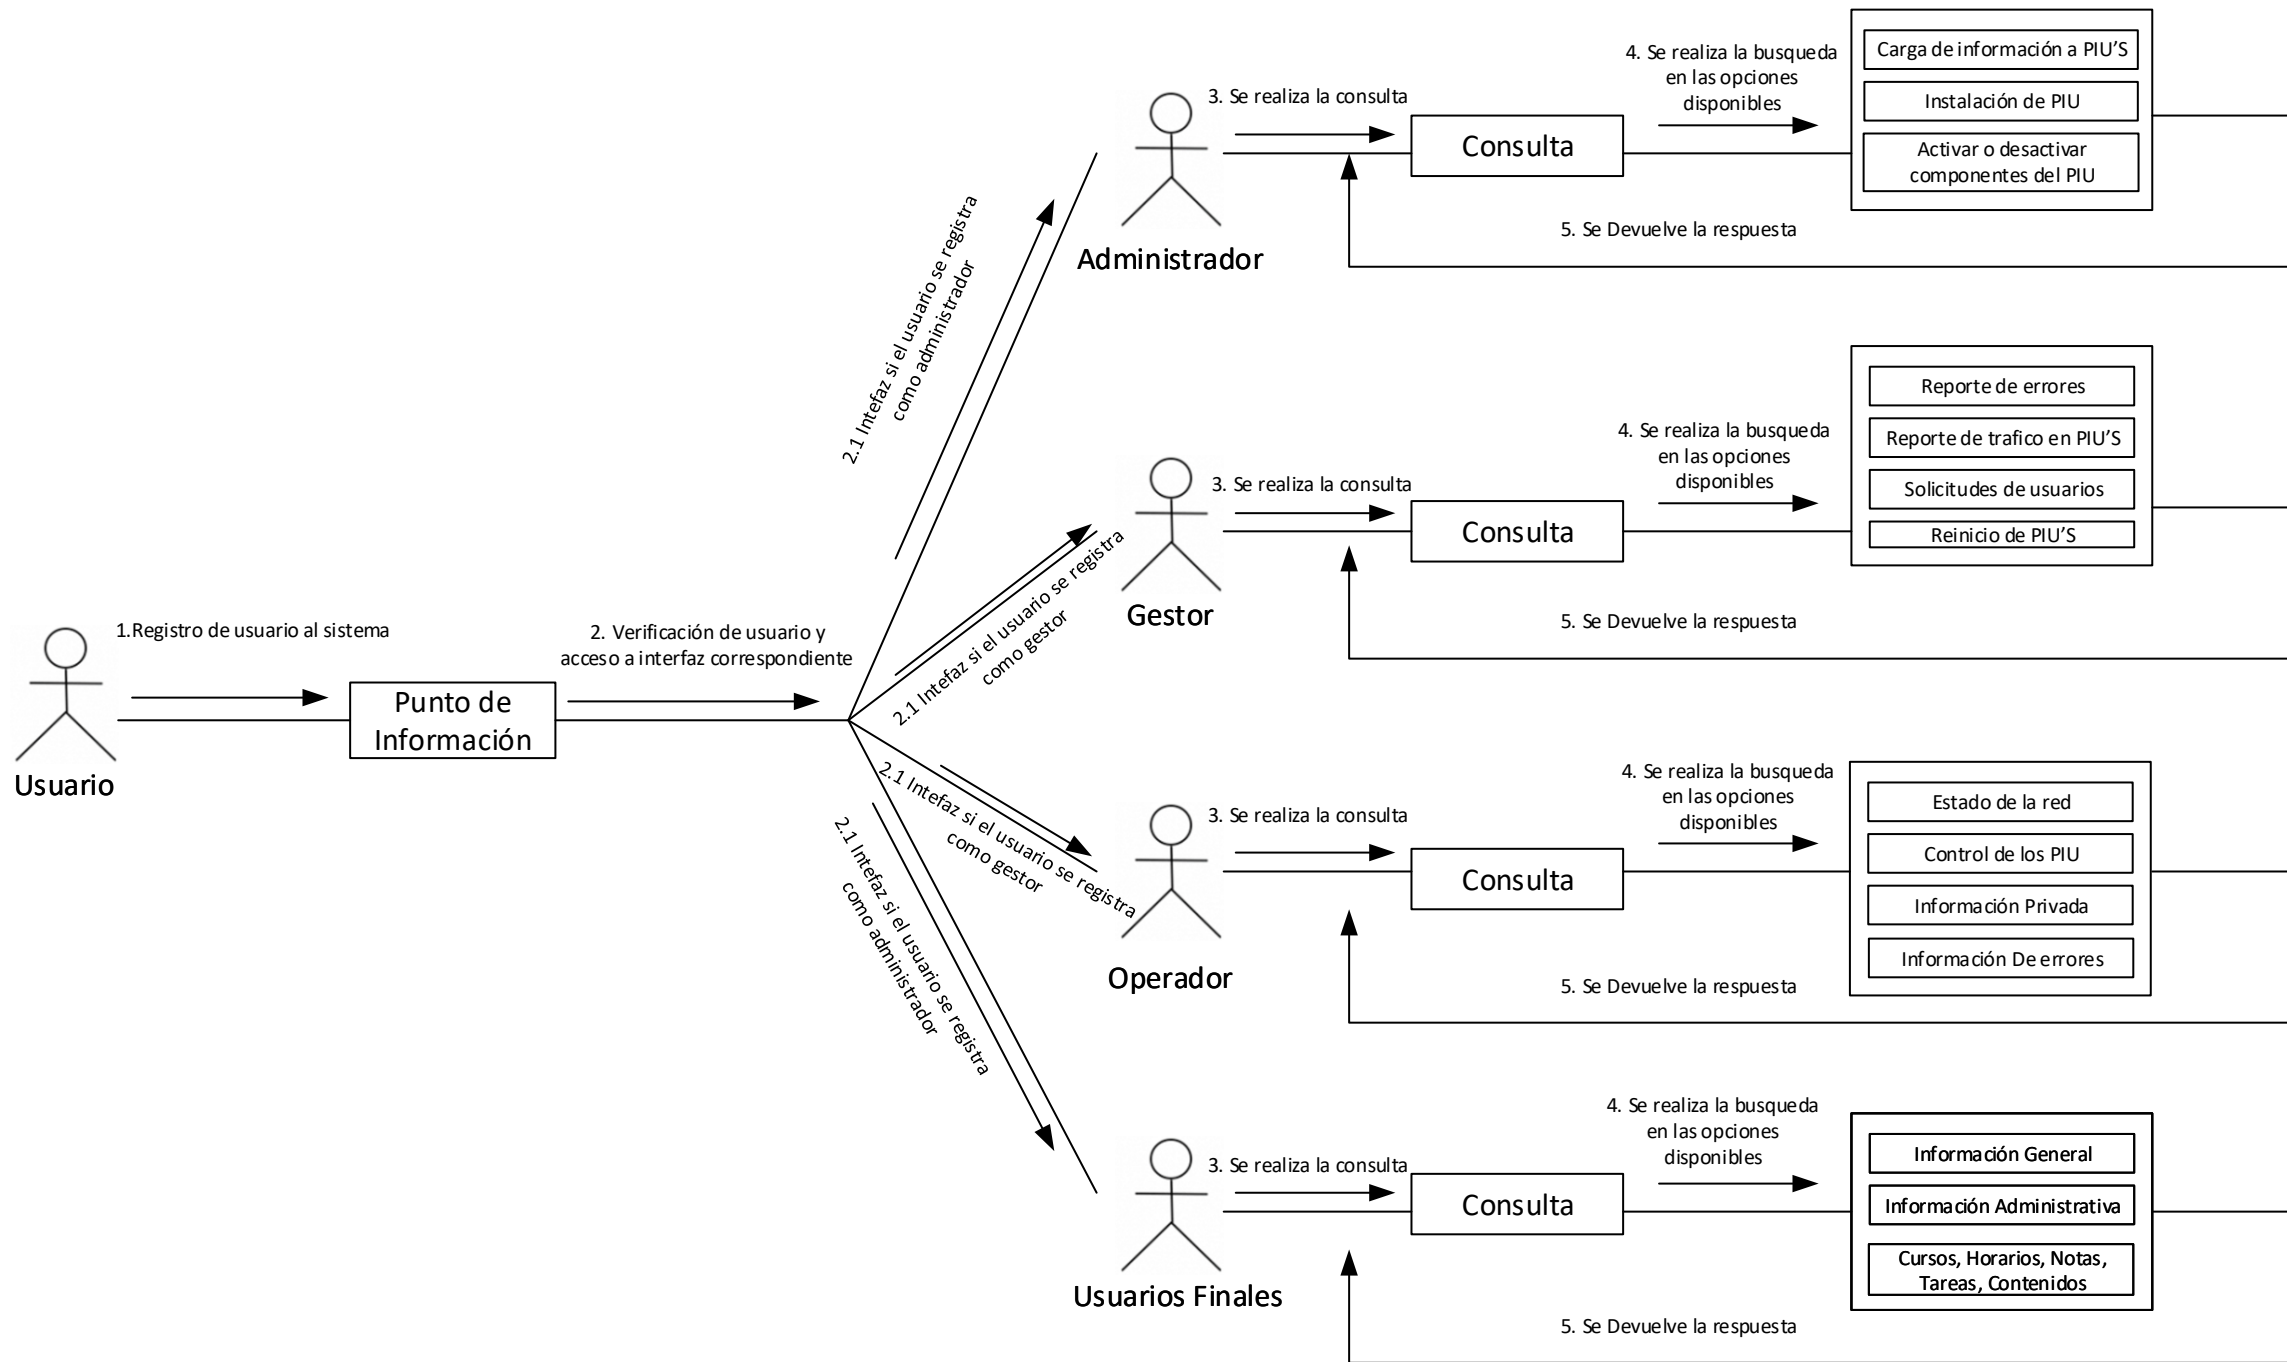 1.Registro de usuario al sistema
Usuario
Punto de
Información
2. Verificación de usuario y
acceso a interfaz correspondiente
2.1 Intefaz si el usuario se registra
como administrador
Administrador
3. Se realiza la consulta
Consulta
4. Se realiza la busqueda
en las opciones
disponibles
Carga de información a PIU'S
Instalación de PIU
Activar o desactivar
componentes del PIU
5. Se Devuelve la respuesta
2.1 Intefaz si el usuario se registra
como gestor
Gestor
3. Se realiza la consulta
Consulta
4. Se realiza la busqueda
en las opciones
disponibles
Reporte de errores
Reporte de trafico en PIU'S
Solicitudes de usuarios
Reinicio de PIU'S
5. Se Devuelve la respuesta
2.1 Intefaz si el usuario se registra
como gestor
Operador
3. Se realiza la consulta
Consulta
4. Se realiza la busqueda
en las opciones
disponibles
Estado de la red
Control de los PIU
Información Privada
Información De errores
5. Se Devuelve la respuesta
2.1 Intefaz si el usuario se registra
como administrador
Usuarios Finales
3. Se realiza la consulta
Consulta
4. Se realiza la busqueda
en las opciones
disponibles
Información General
Información Administrativa
Cursos, Horarios, Notas,
Tareas, Contenidos
5. Se Devuelve la respuesta